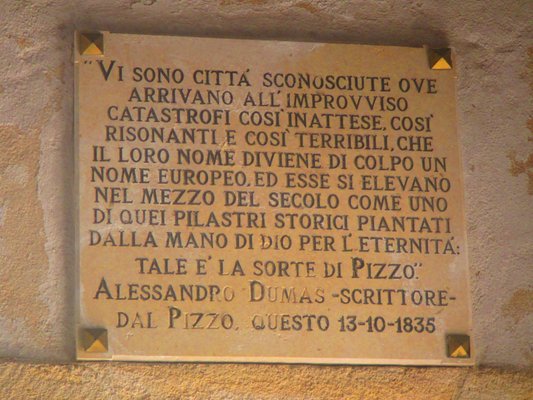 "VI SONO CITTÁ SCONOSCIUTE OVE
ARRIVANO ALL'IMPROVVISO
CATASTROFI COSÌ INATTESE, COSÌ
RISONANTI E COSÌ TERRIBILI, CHE
IL LORO NOME DIVIENE DI COLPO UN
NOME EUROPEO, ED ESSE SI ELEVANO
NEL MEZZO DEL SECOLO COME UNO
DI QUEI PILASTRI STORICI PIANTATI
DALLA MANO DI DIO PER L'ETERNITÁ:
TALE E' LA SORTE DI PIZZO".
ALESSANDRO DUMAS -SCRITTORE-
DAL PIZZO, QUESTO 13-10-1835